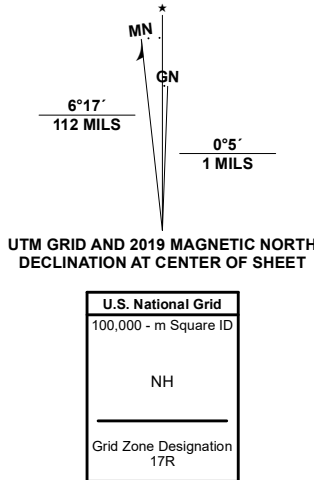 MN
GN
6°17´
112 MILS
0°5´
1 MILS
UTM GRID AND 2019 MAGNETIC NORTH
DECLINATION AT CENTER OF SHEET
U.S. National Grid
100,000 - m Square ID
NH
Grid Zone Designation
17R